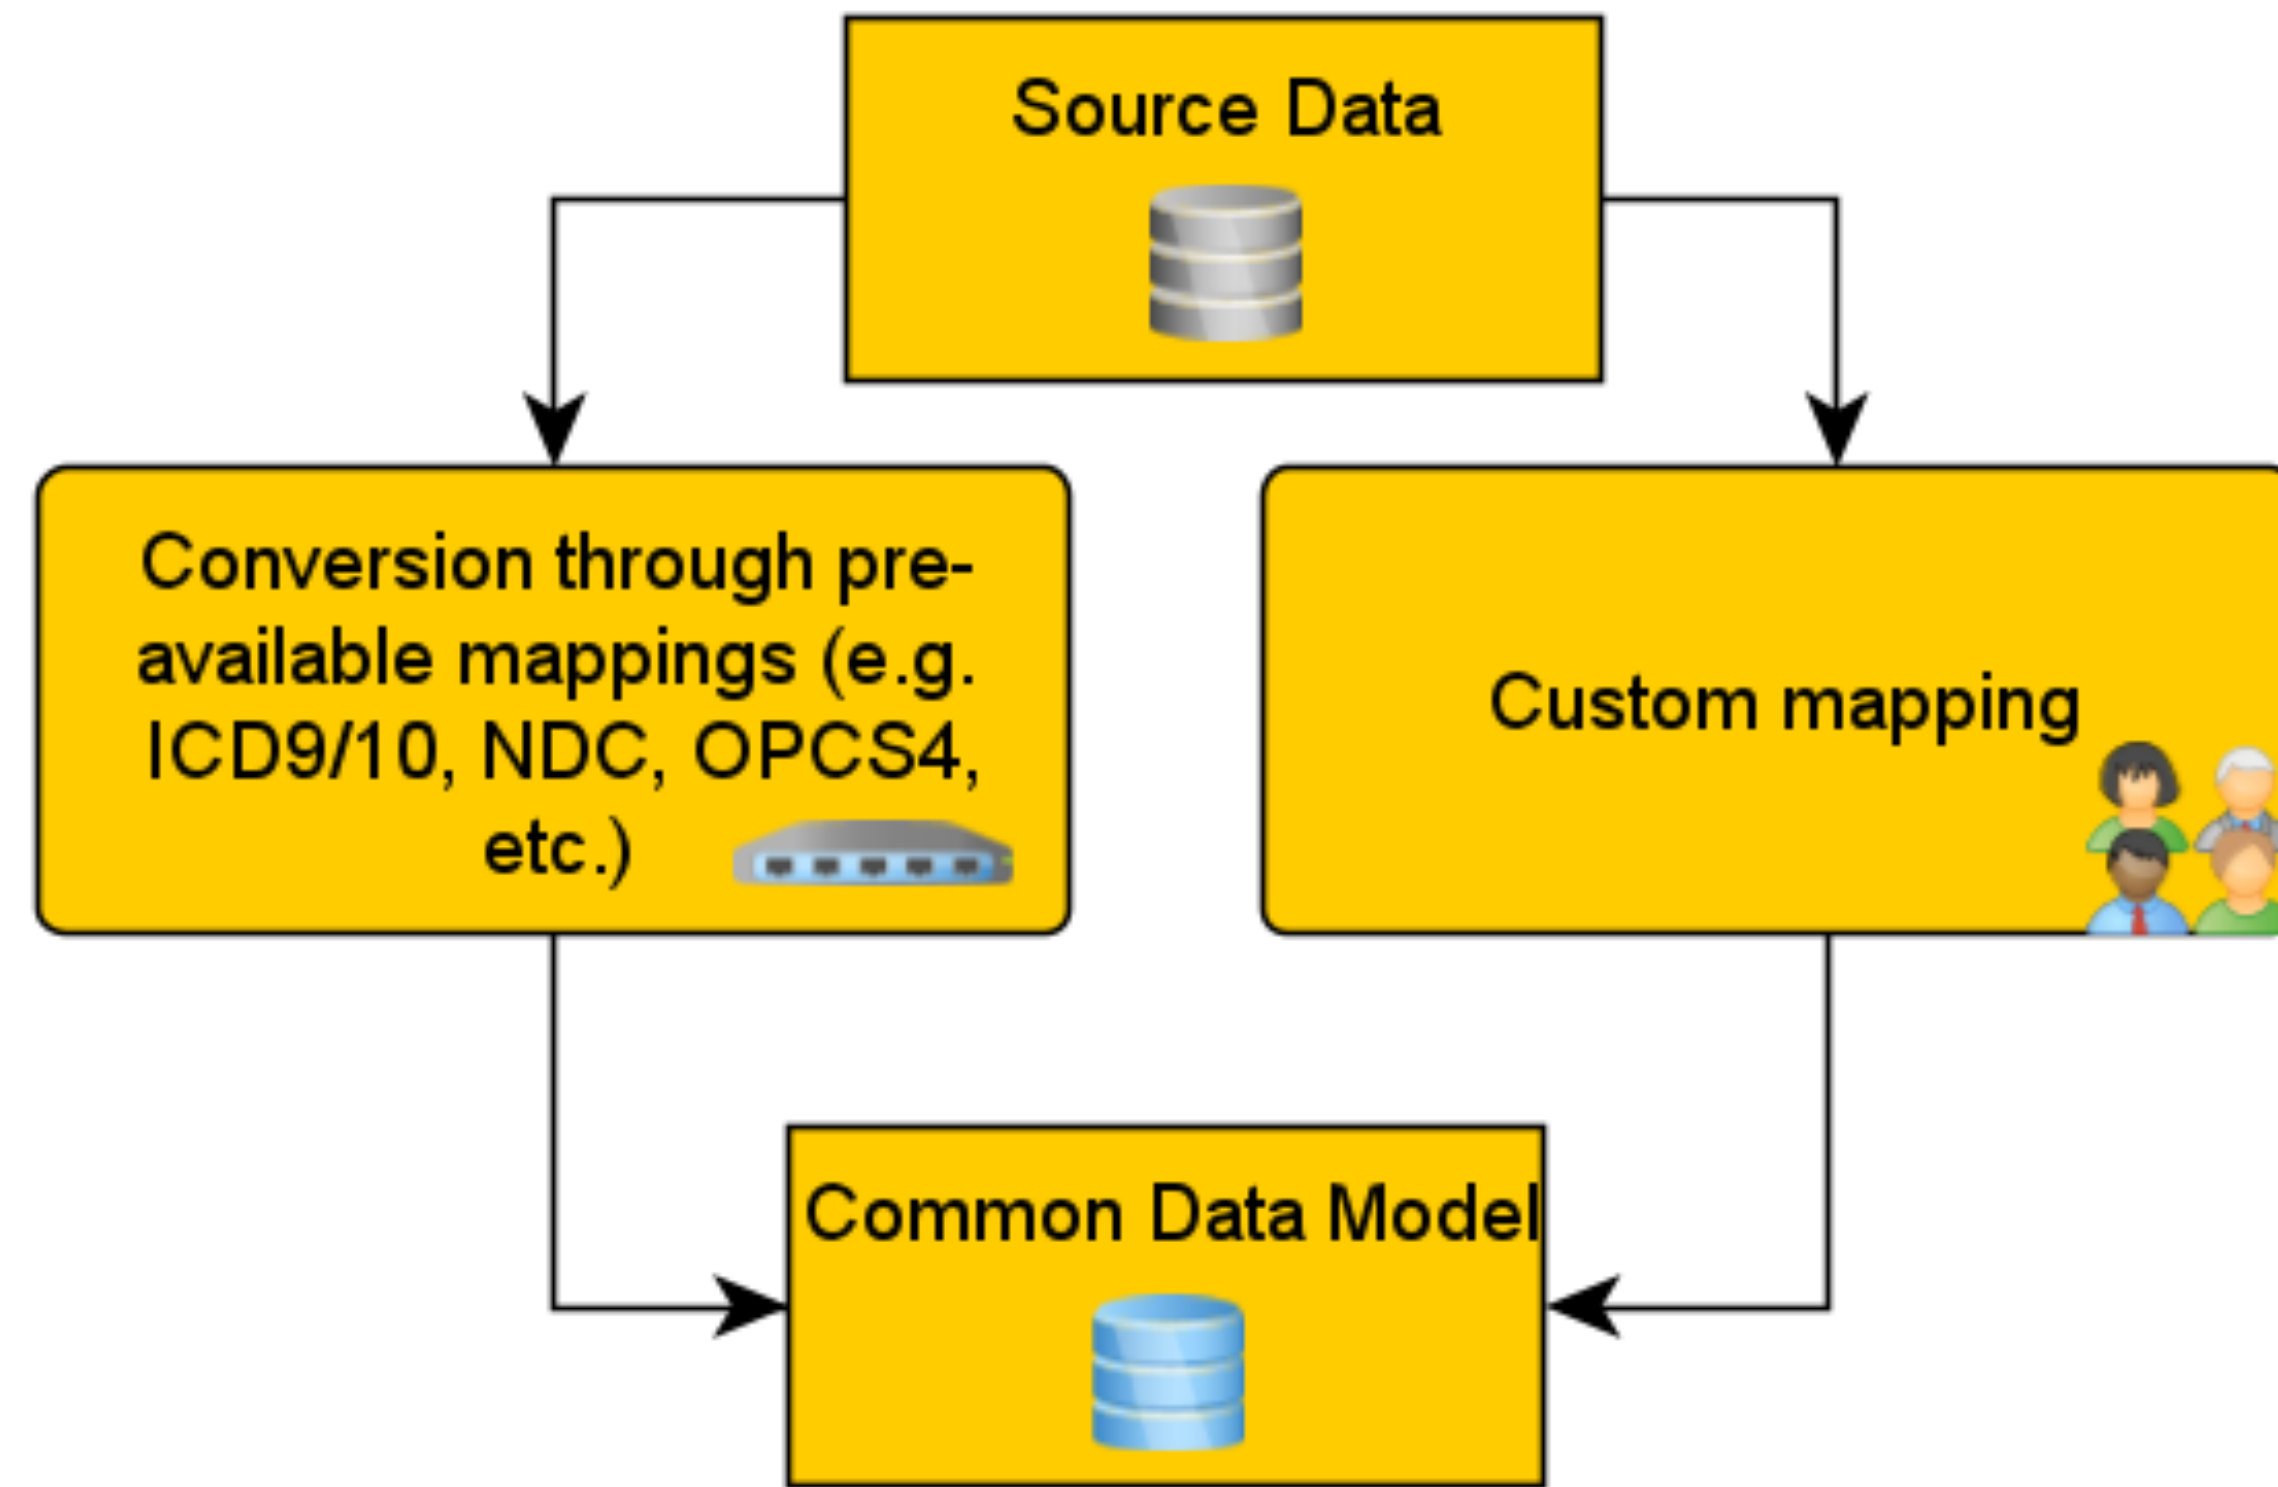 Source Data
Conversion through pre-
available mappings (e.g.
ICD9/10, NDC, OPCS4,
etc.)
Custom mapping
Common Data Model